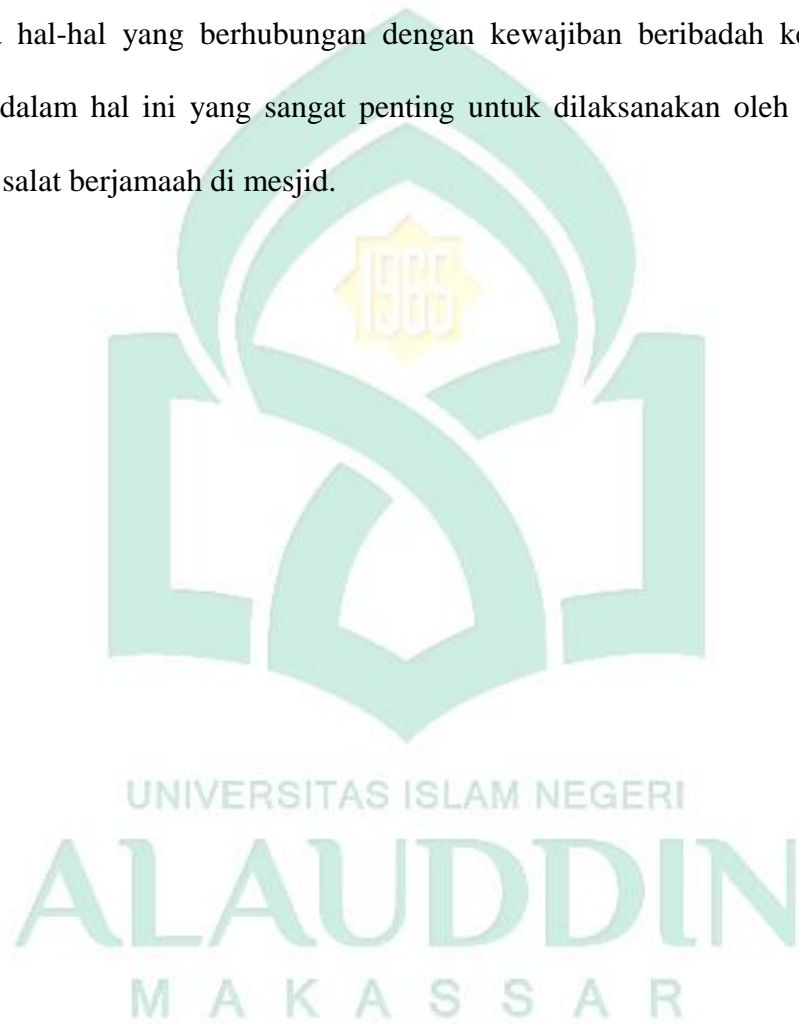 hal-hal yang berhubungan dengan kewajiban beribadah
dalam hal ini yang sangat penting untuk dilaksanakan oleh
salat berjamaah di mesjid.
1965
UNIVERSITAS ISLAM NEGERI
ALAUDDIN
MAKASSAR